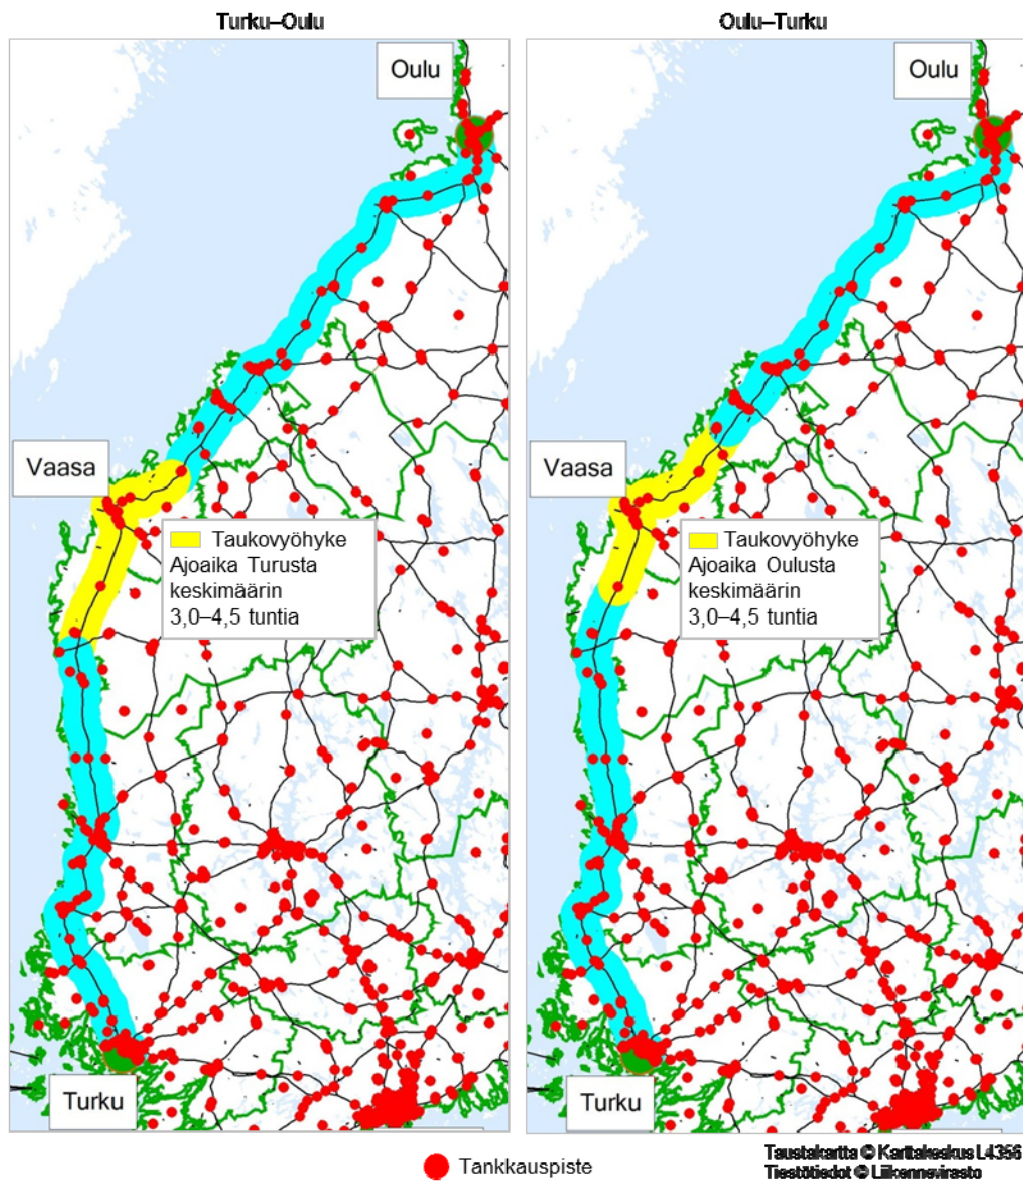 Turku–Oulu
Oulu
Vaasa
Taukovyöhyke
Ajoaika Turusta
keskimäärin
3,0–4,5 tuntia
Turku
Oulu–Turku
Oulu
Vaasa
Taukovyöhyke
Ajoaika Oulusta
keskimäärin
3,0–4,5 tuntia
Turku
Tankkauspiste
Taustakartta © Karttakeskus L4356
Tiestötiedot © Liikennevirasto